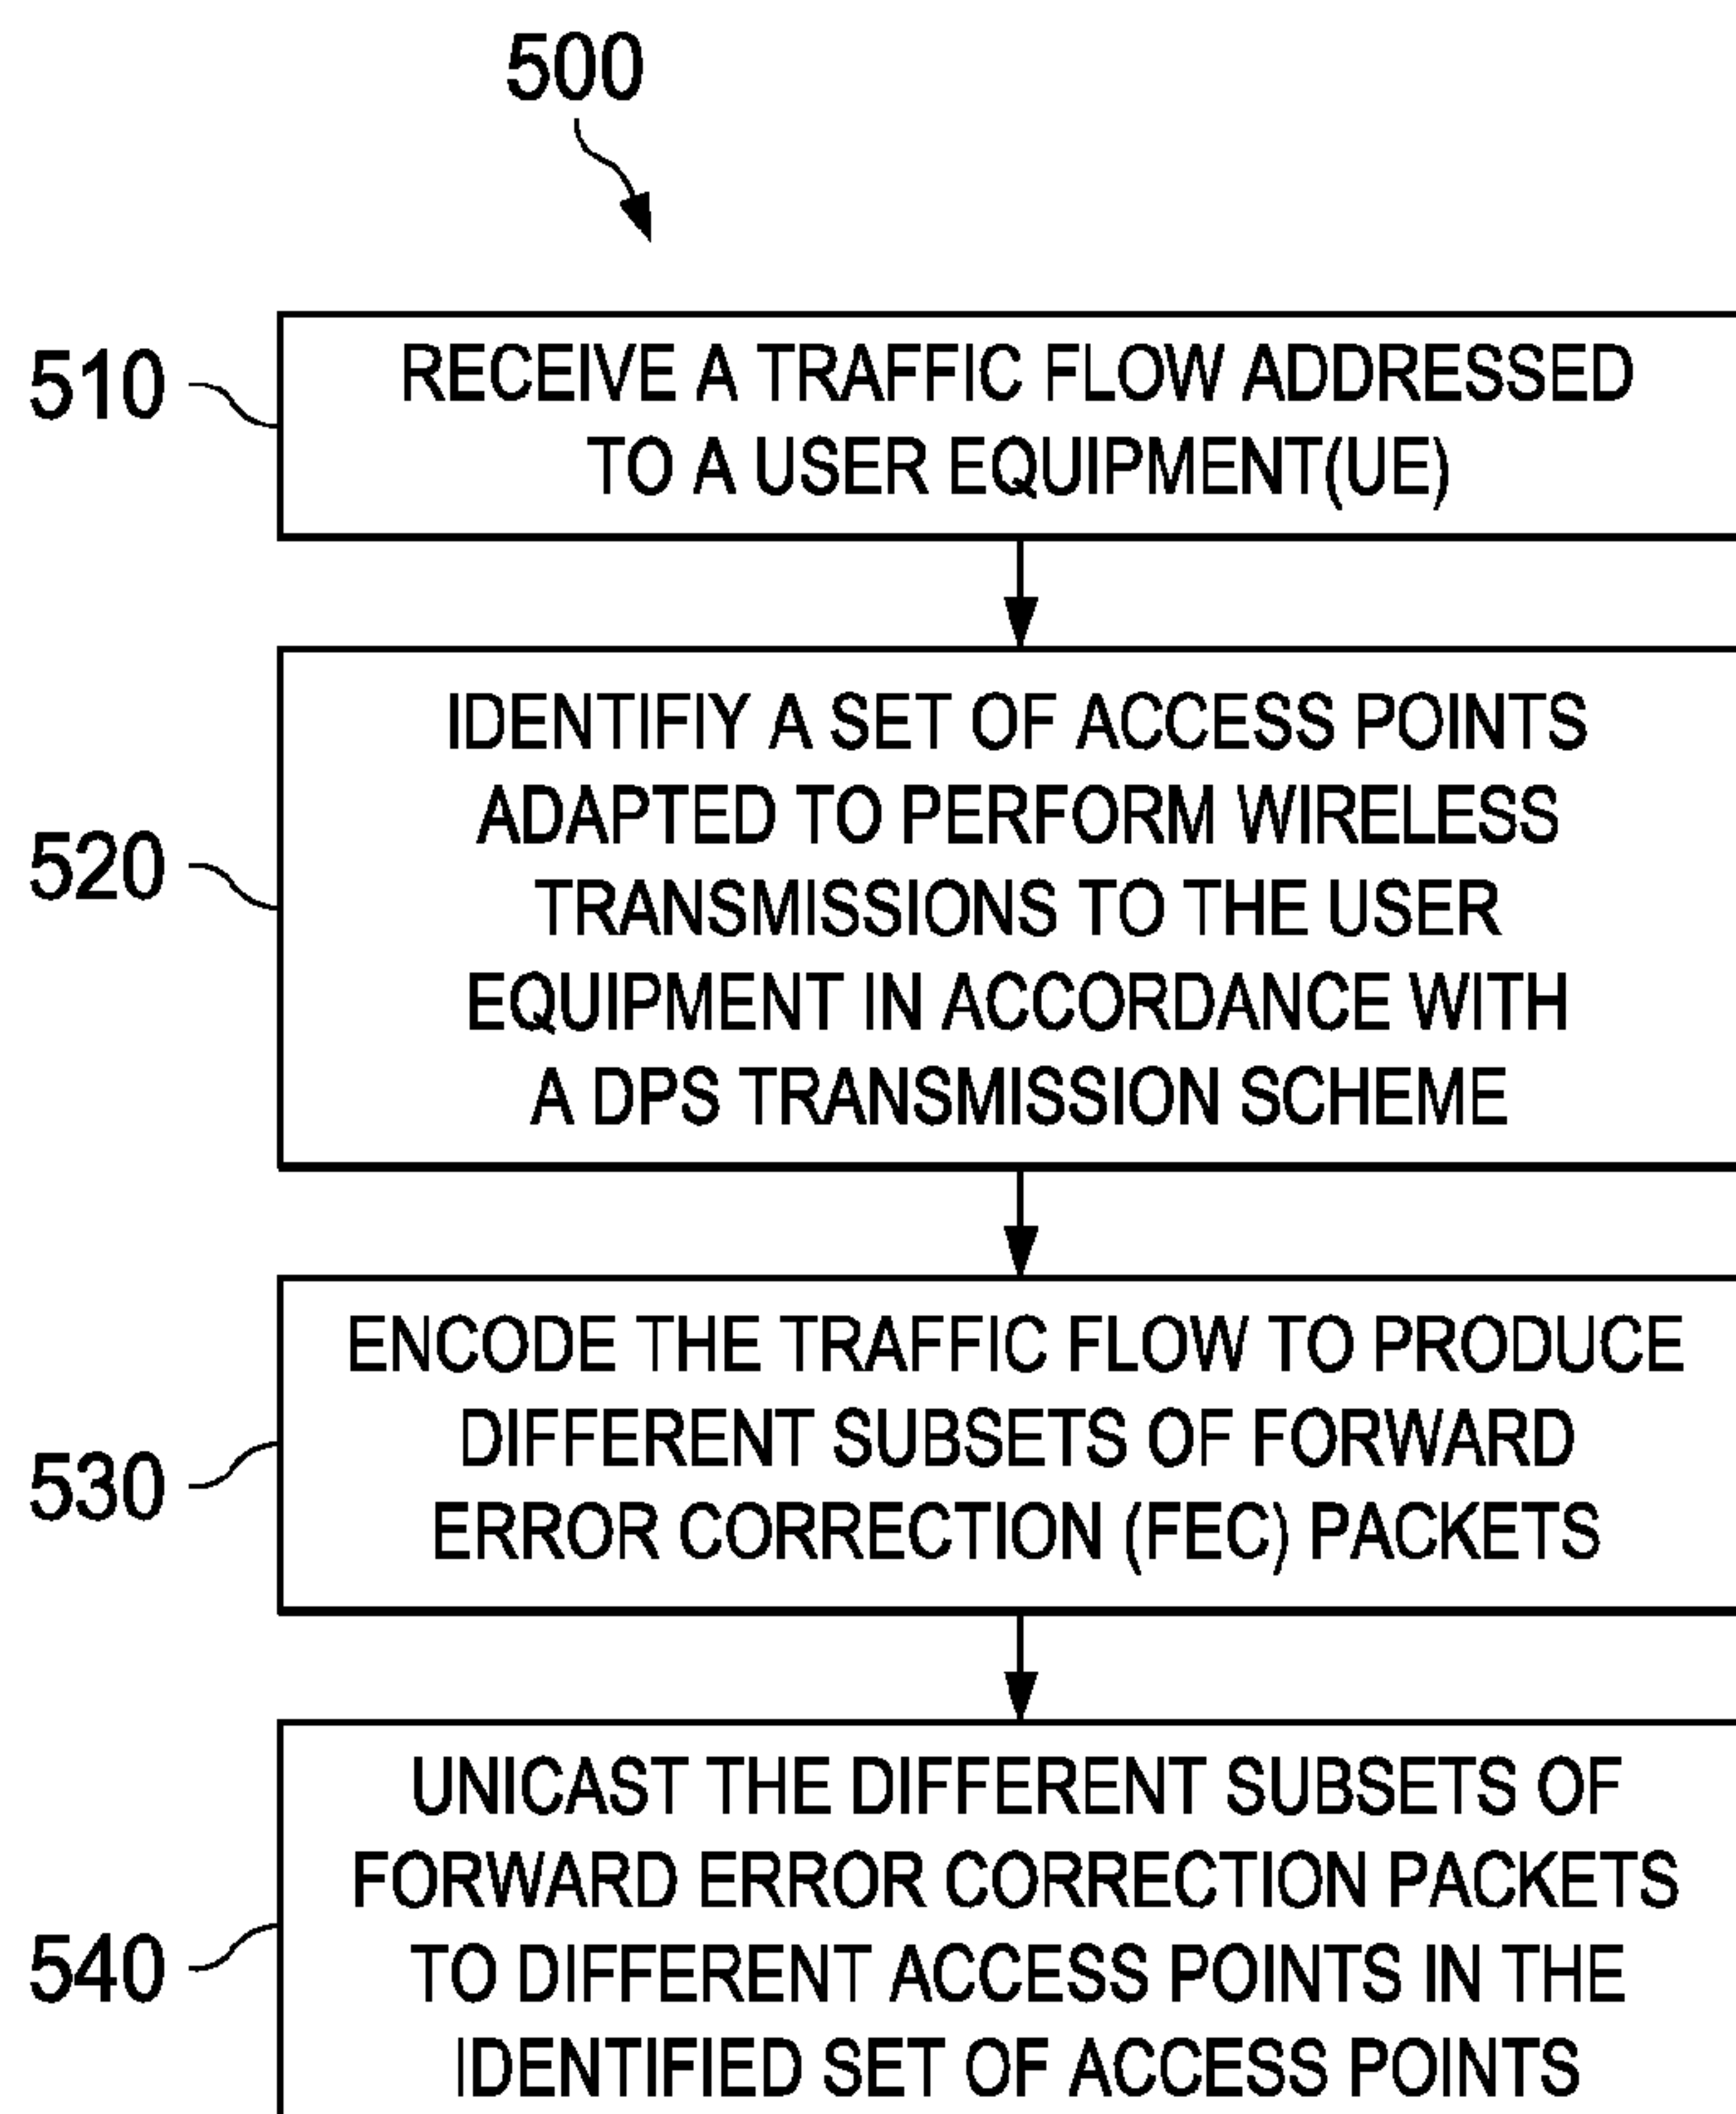 500
510
RECEIVE A TRAFFIC FLOW ADDRESSED
TO A USER EQUIPMENT(UE)
520
IDENTIFIY A SET OF ACCESS POINTS
ADAPTED TO PERFORM WIRELESS
TRANSMISSIONS TO THE USER
EQUIPMENT IN ACCORDANCE WITH
A DPS TRANSMISSION SCHEME
530
ENCODE THE TRAFFIC FLOW TO PRODUCE
DIFFERENT SUBSETS OF FORWARD
ERROR CORRECTION (FEC) PACKETS
540
UNICAST THE DIFFERENT SUBSETS OF
FORWARD ERROR CORRECTION PACKETS
TO DIFFERENT ACCESS POINTS IN THE
IDENTIFIED SET OF ACCESS POINTS